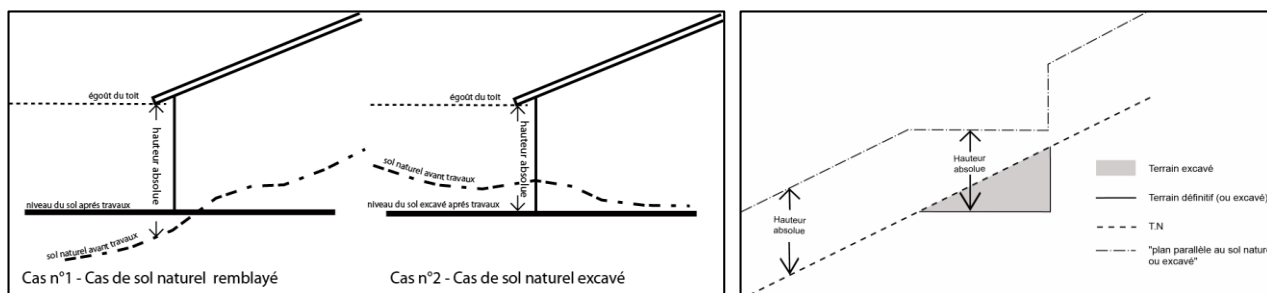 égoût du toit
hauteur absolue
niveau du sol aprés travaux
sol naturel avant travaux
Cas n°1 - Cas de sol naturel remblayé
égoût du toit
hauteur absolue
sol naturel avant travaux
niveau du sol excavé aprés travaux
Cas n°2 - Cas de sol naturel excavé
Hauteur
absolue
Hauteur
absolue
Terrain excavé
Terrain définitif (ou excavé)
T.N
"plan parallèle au sol nature
ou excavé"